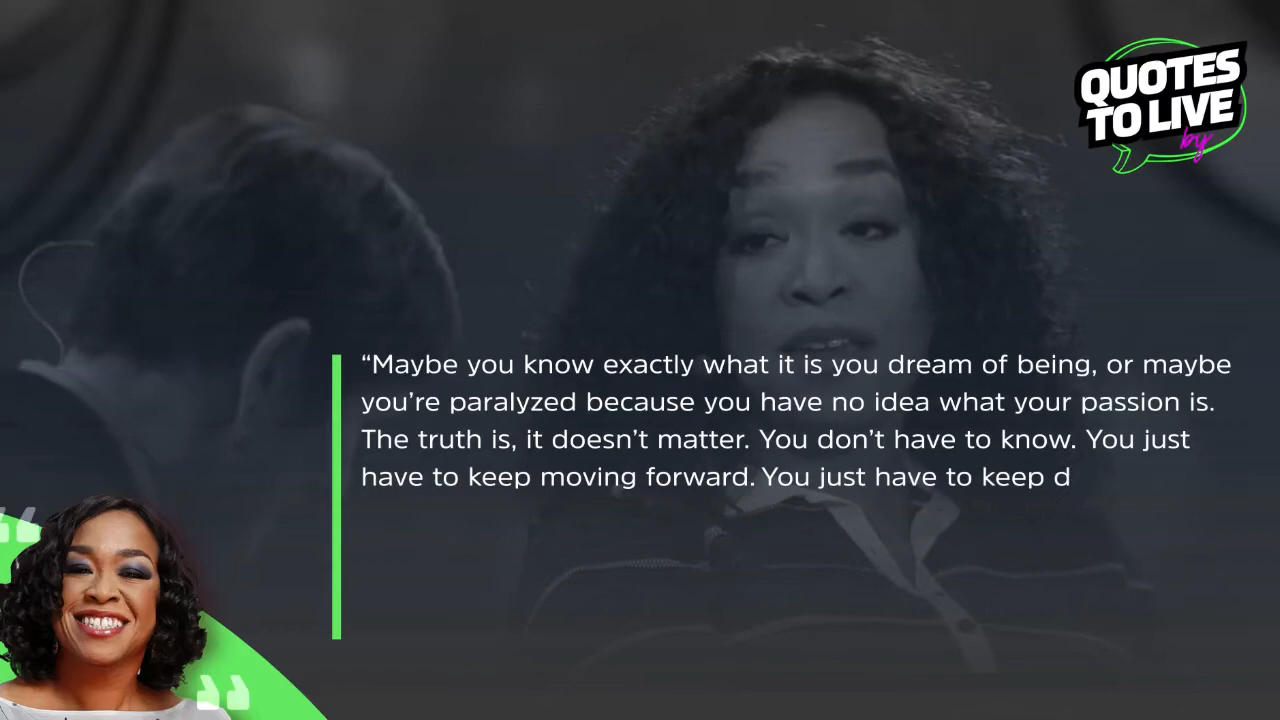 QUOTES
TO LIVE
by
“Maybe you know exactly what it is you dream of being, or maybe
you’re paralyzed because you have no idea what your passion is.
The truth is, it doesn’t matter. You don’t have to know. You just
have to keep moving forward. You just have to keep d